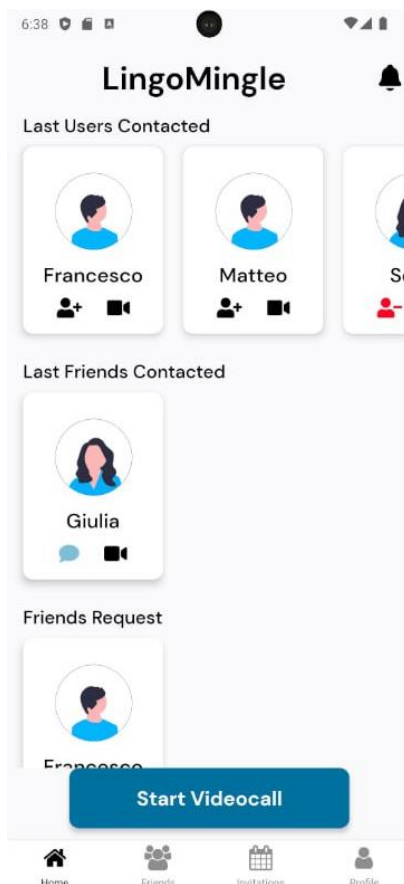 6:38
LingoMingle
Last Users Contacted
Francesco
Matteo
Last Friends Contacted
Giulia
Friends Request
Francesco
Start Videocall
Home
Friends
Invitations
Profile